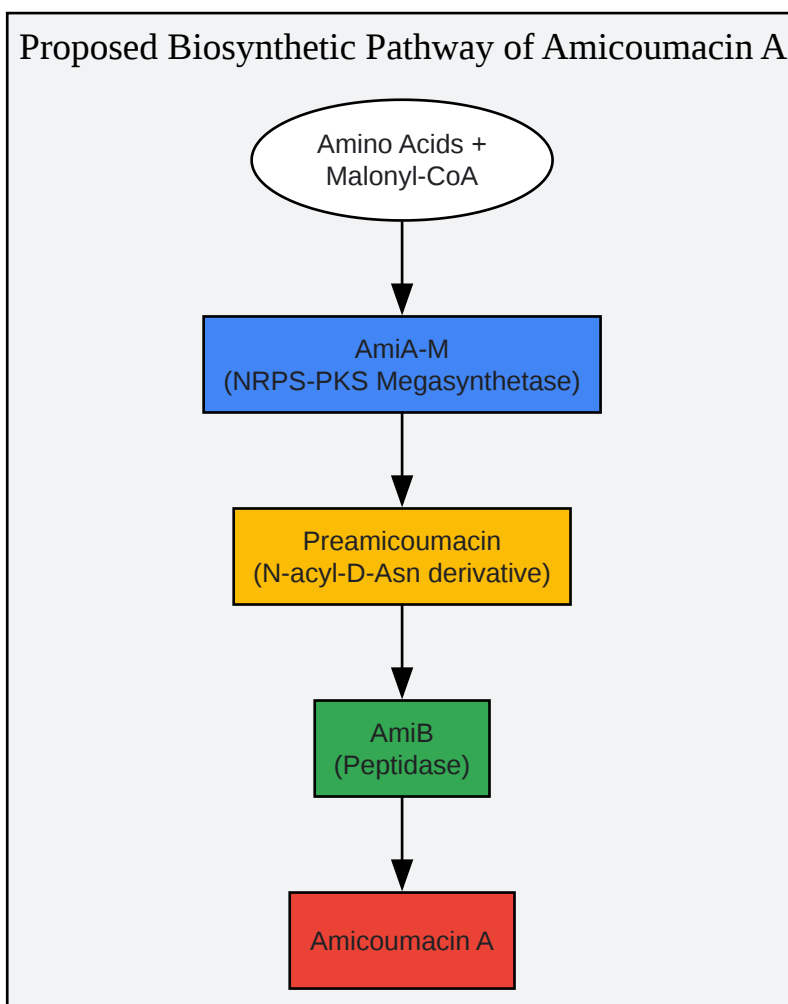 Proposed Biosynthetic Pathway of Amicoumacin A
Amino Acids +
Malonyl-CoA
AmiA-M
(NRPS-PKS Megasynthetase)
Preamicoumacin
(N-acyl-D-Asn derivative)
AmiB
(Peptidase)
Amicoumacin A